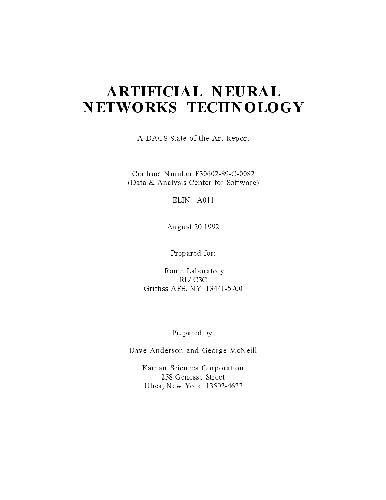 ARTIFICIAL NEURAL
NETWORKS TECHNOLOGY
A DACS State of the Art Report
Contract Number F30602-89-C-0082
(Data & Analysis Center for Software)
ELIN: A011
August 20 1992
Prepared for:
Rome Laboratory
RL/C3C
Griffiss AFB, NY 13441-5700
Prepared by:
Dave Anderson and George McNeill
Kaman Sciences Corporation
258 Genesse Street
Utica, New York 13502-4627